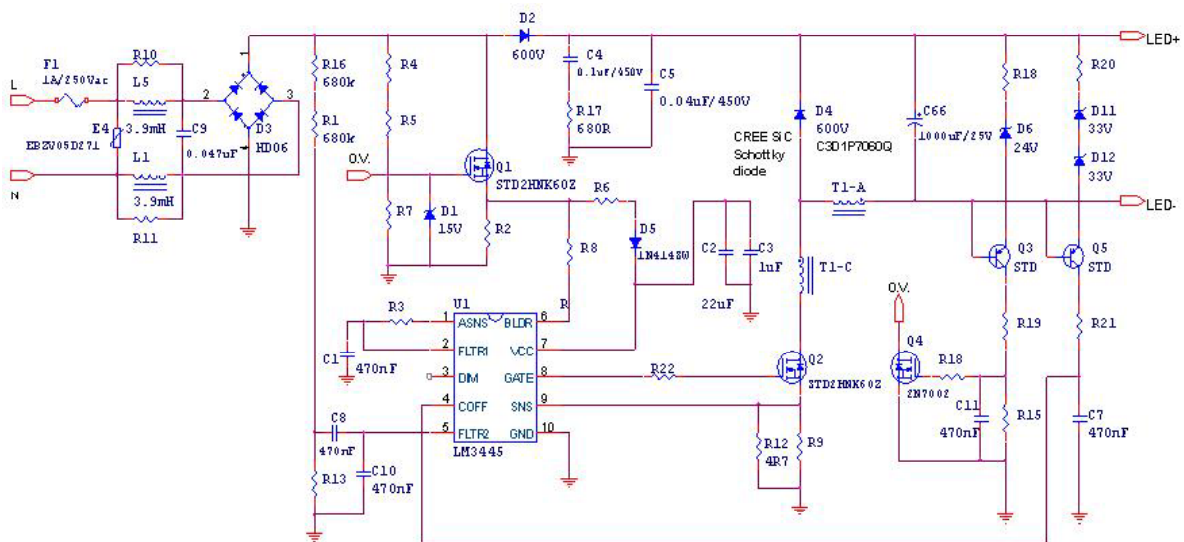 D2
600V
LED+
F1
1A/250Vac
L
R10
L5
3.9mH
E4
EBZV05D271
C9
0.047uF
L1
3.9mH
R11
N
1
2
3
4
D3
HD06
R16
680k
R1
680k
R4
R5
O.V.
R7
D1
15V
Q1
STD2HNK60Z
R2
C4
0.1uF/450V
R17
680R
C5
0.04uF/450V
R6
R8
D5
1N4148W
C2
22uF
C3
1uF
D4
600V
C3D1P7060Q
CREE SiC
Schottky
diode
C66
1000uF/25V
R18
D6
24V
R20
D11
33V
D12
33V
T1-A
LED-
T1-C
Q3
STD
Q5
STD
O.V.
Q4
2N7002
R18
R19
R21
C11
470nF
R15
C7
470nF
R3
C1
470nF
U1
R
1 ASNS BLDR 6
2 FLTR1 VCC 7
3 DIM GATE 8
4 COFF SNS 9
5 FLTR2 GND 10
LM3445
R22
Q2
STD2HNK60Z
R12
4R7
R9
C8
470nF
C10
470nF
R13